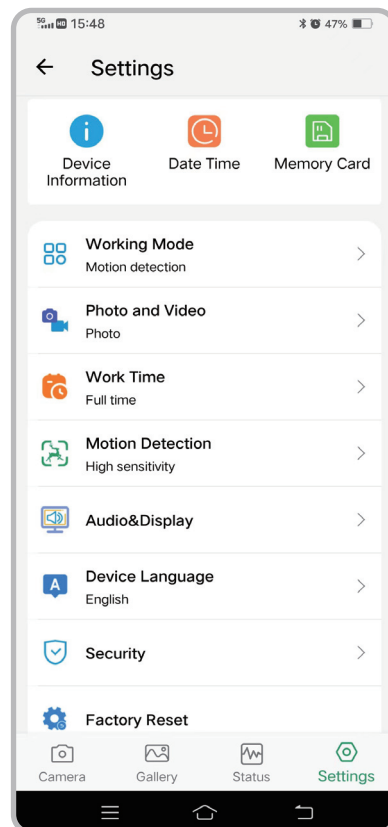 5G HD 15:48 47%
Settings
Device Information
Date Time
Memory Card
Working Mode
Motion detection
Photo and Video
Photo
Work Time
Full time
Motion Detection
High sensitivity
Audio&Display
A
Device Language
English
Security
Factory Reset
Camera Gallery Status Settings